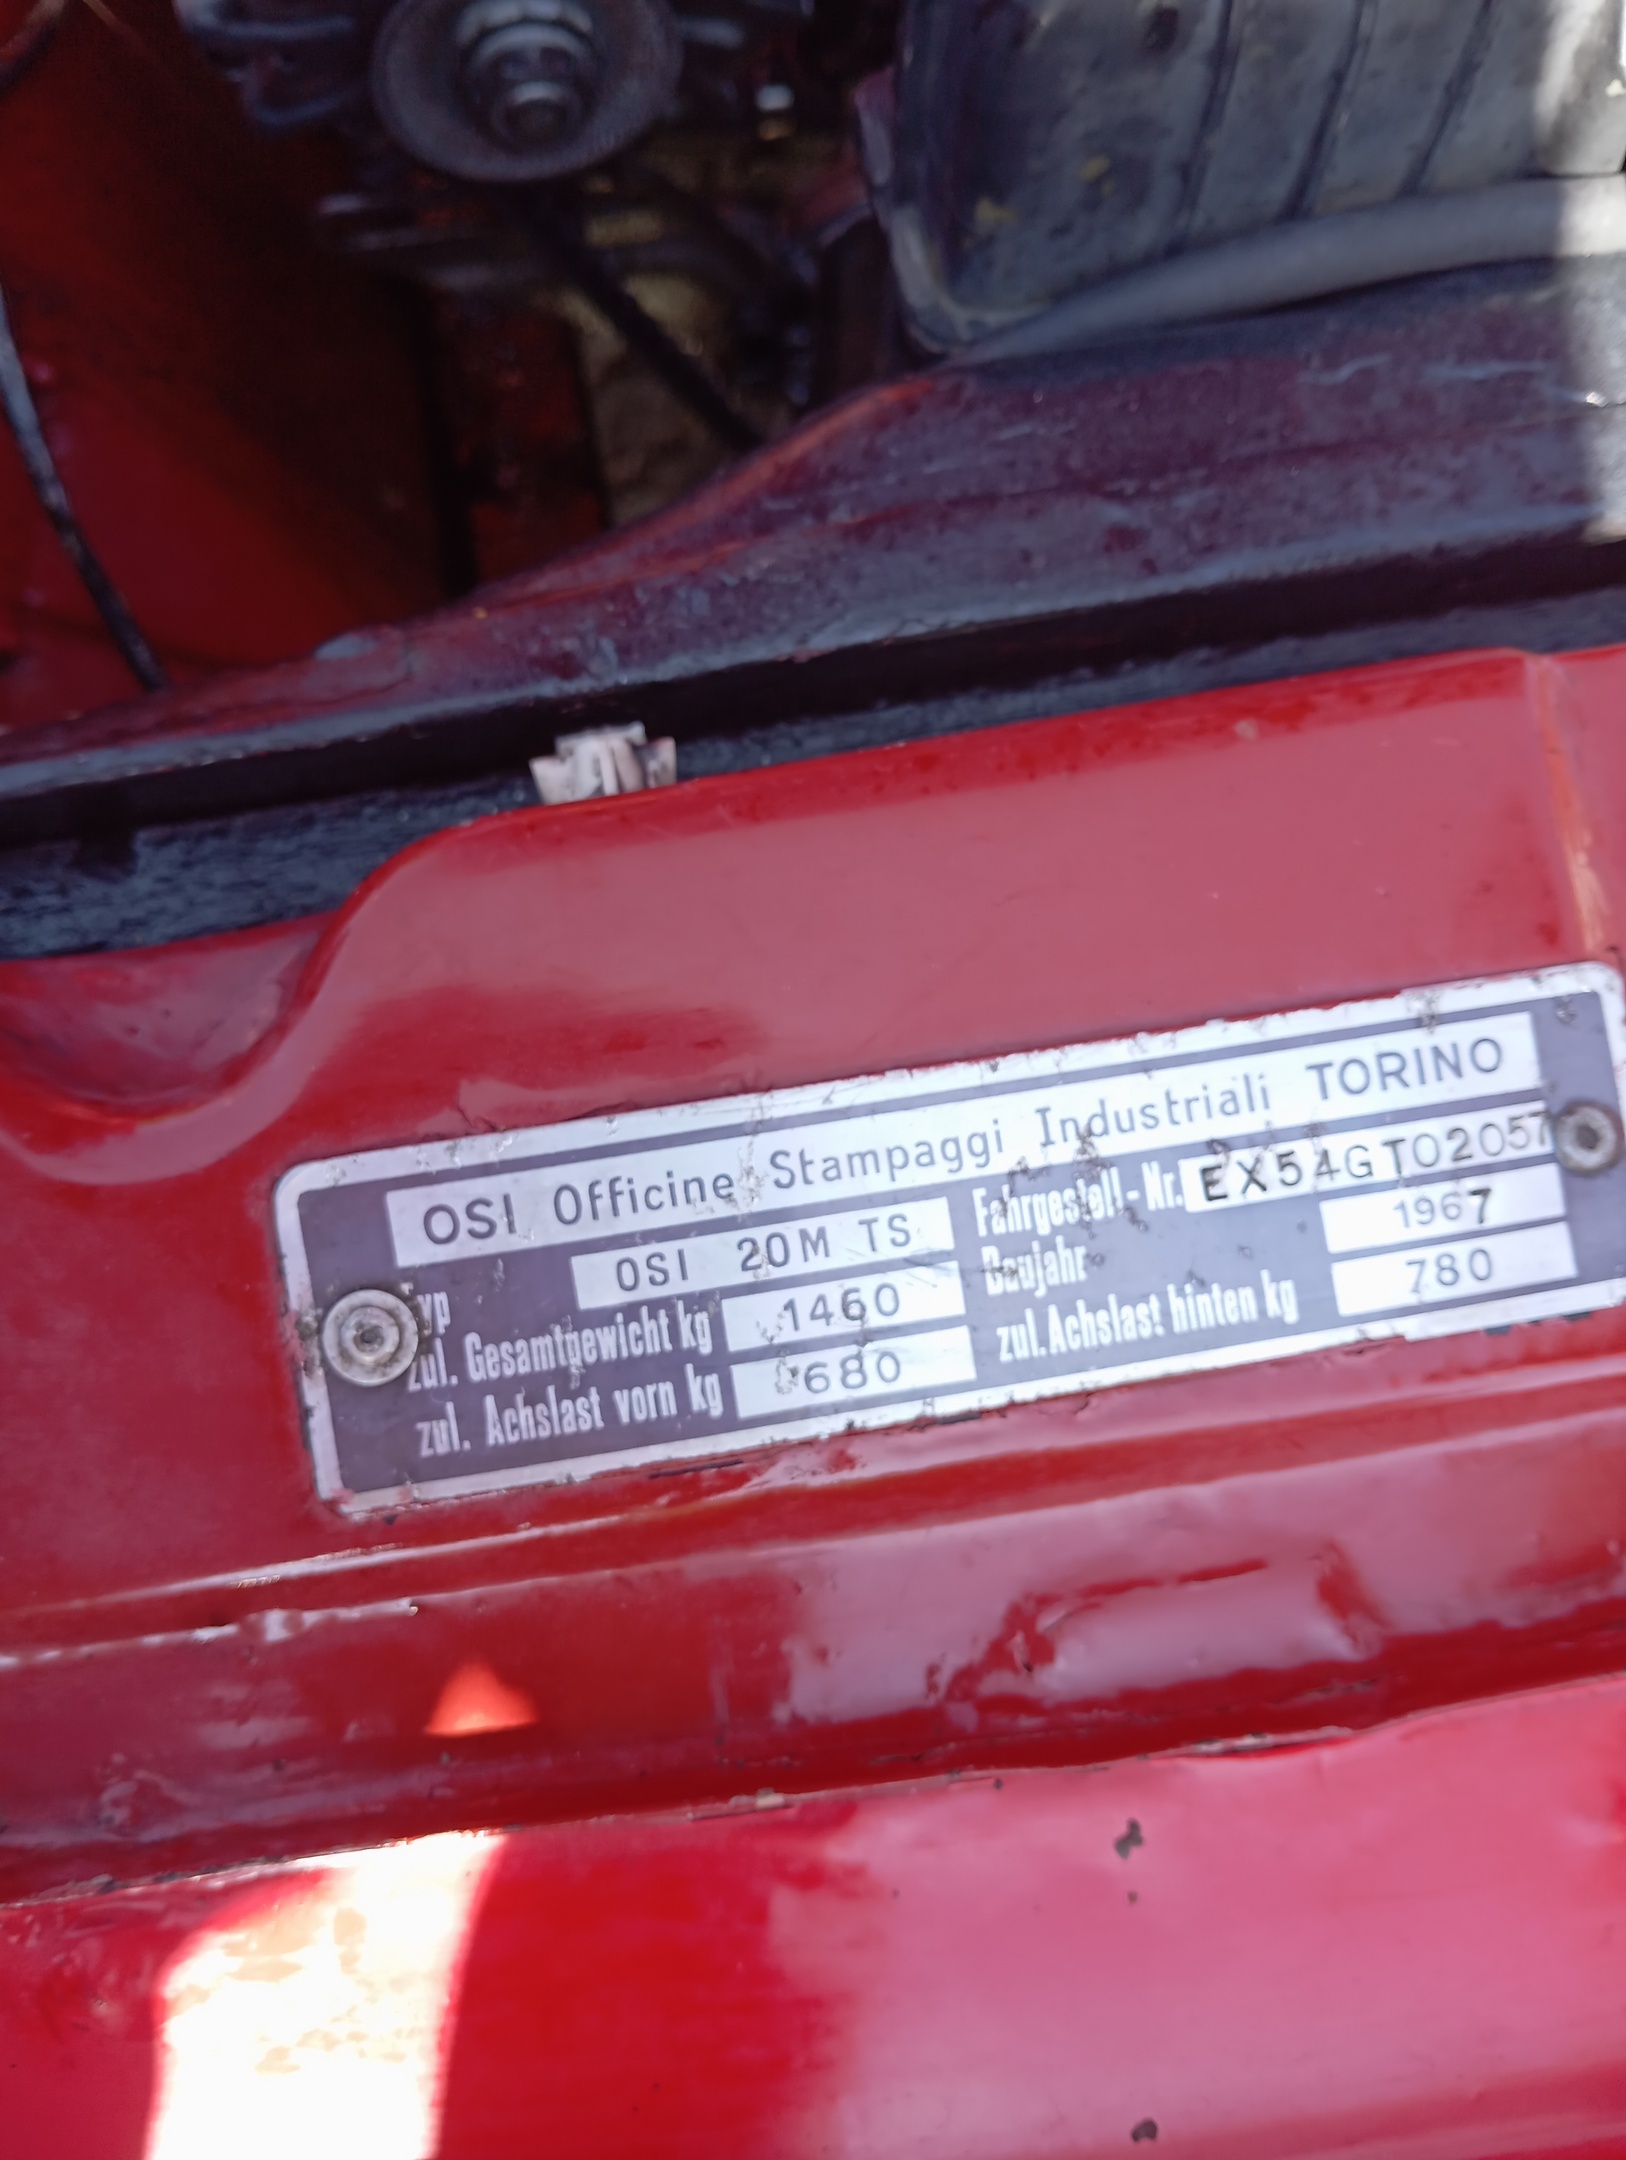 OSI Officine Stampaggi Industriali TORINO
Typ OSI 20M TS Fahrgestell-Nr. EX54GT02057
zul. Gesamtgewicht kg 1460 Baujahr 1967
zul. Achslast vorn kg 680 zul. Achslast hinten kg 780